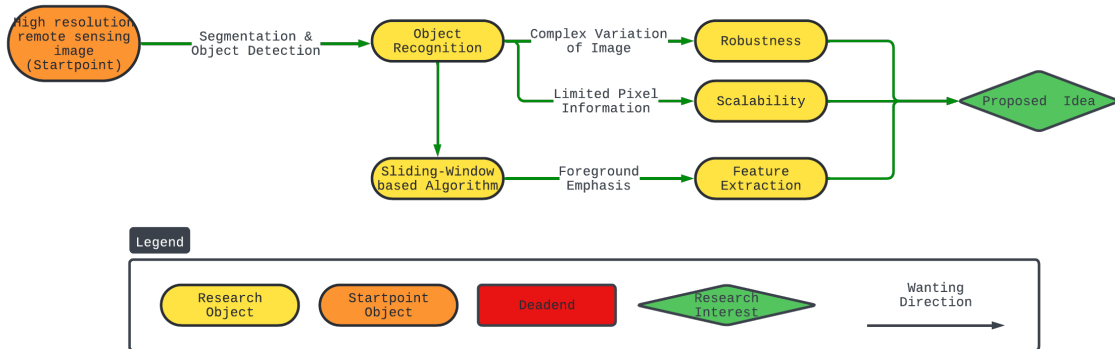 High resolution
remote sensing
image
(Startpoint)
Segmentation &
Object Detection
Object
Recognition
Complex Variation
of Image
Robustness
Limited Pixel
Information
Scalability
Proposed Idea
Sliding-Window
based Algorithm
Foreground
Emphasis
Feature
Extraction
Legend
Research
Object
Startpoint
Object
Deadend
Research
Interest
Wanting
Direction